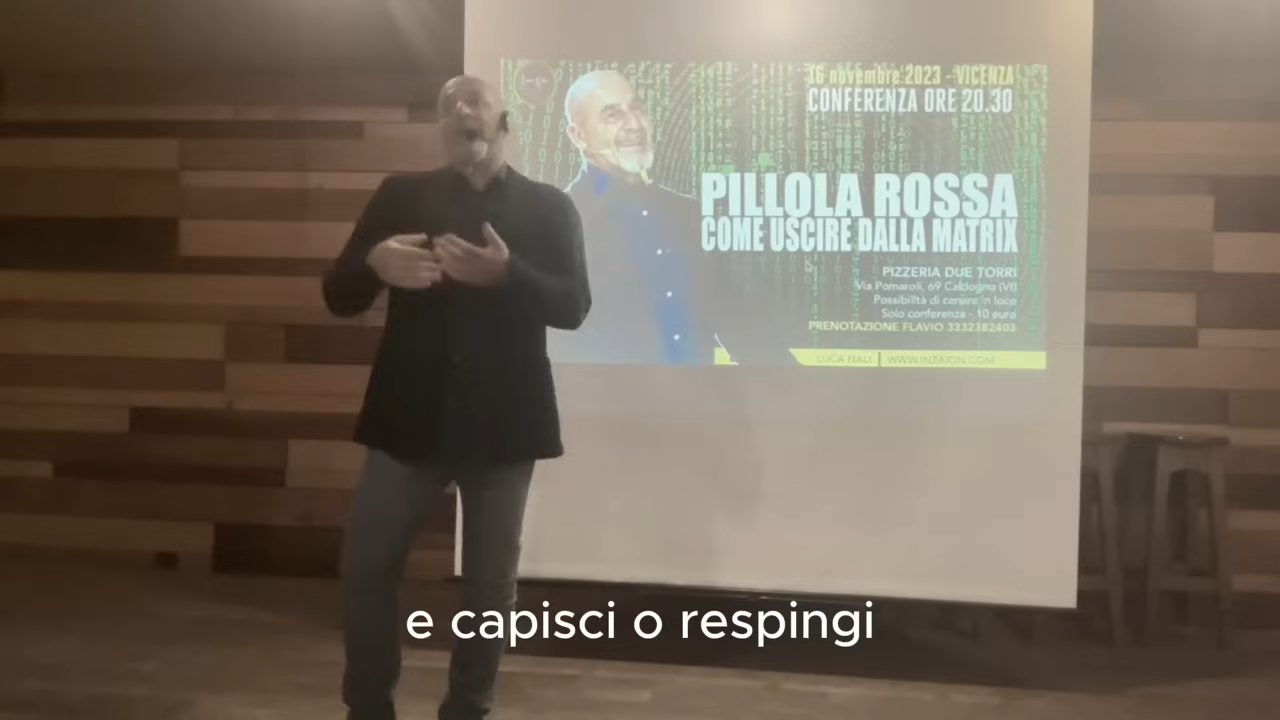 16 novembre 2023 - VICENZA
CONFERENZA ORE 20.30
PILLOLA ROSSA
COME USCIRE DALLA MATRIX
PIZZERIA DUE TORRI
Via Pomaroli, 69 Caldogno (VI)
Possibilità di cenare in loco
Solo conferenza - 10 euro
PRENOTAZIONE FLAVIO 3332382403
LUCA NALI | WWW.INZAION.COM
e capisci o respingi